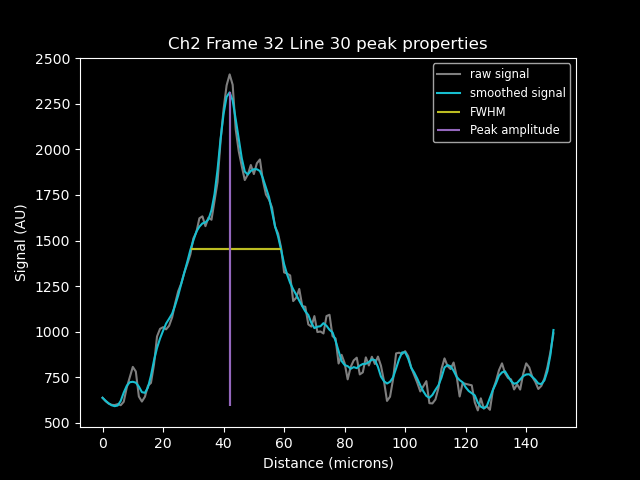 Ch2 Frame 32 Line 30 peak properties
raw signal
smoothed signal
FWHM
Peak amplitude
Signal (AU)
2500
2250
2000
1750
1500
1250
1000
750
500
0 20 40 60 80 100 120 140
Distance (microns)